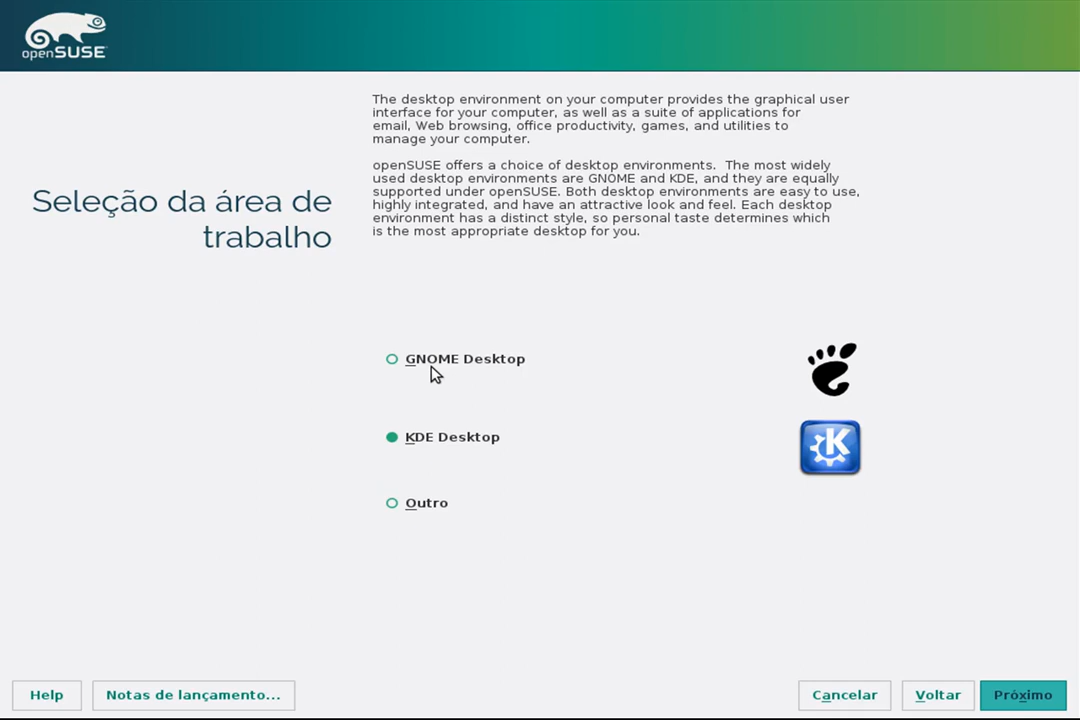 openSUSE
The desktop environment on your computer provides the graphical user
interface for your computer, as well as a suite of applications for
email, Web browsing, office productivity, games, and utilities to
manage your computer.
openSUSE offers a choice of desktop environments.  The most widely
used desktop environments are GNOME and KDE, and they are equally
supported under openSUSE. Both desktop environments are easy to use,
highly integrated, and have an attractive look and feel. Each desktop
environment has a distinct style, so personal taste determines which
is the most appropriate desktop for you.
Seleção da área de
trabalho
GNOME Desktop
KDE Desktop
K
Outro
Help
Notas de lançamento...
Cancelar
Voltar
Próximo